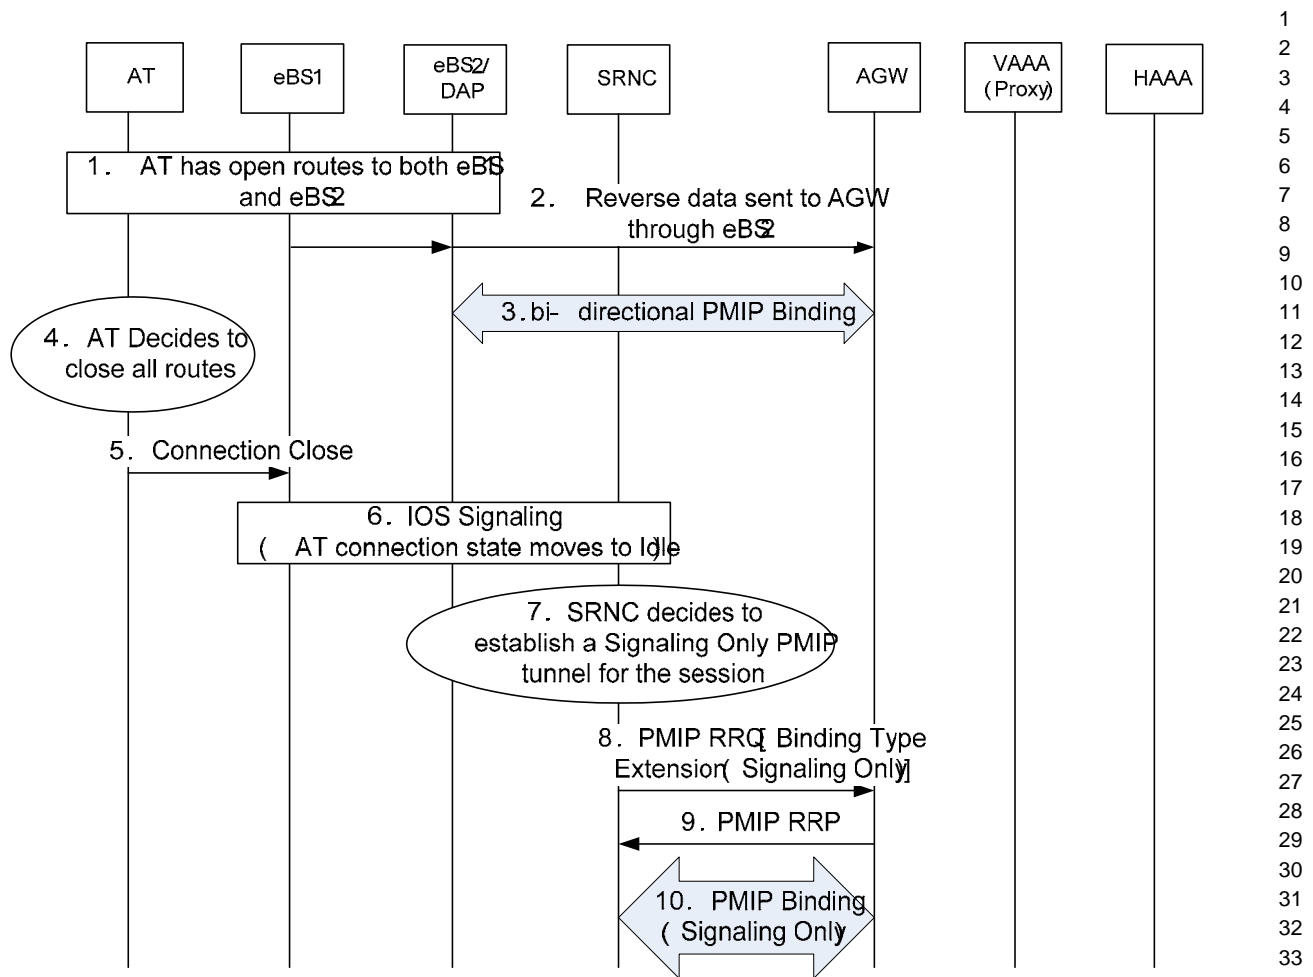 AT
eBS1
eBS2/
DAP
SRNC
AGW
VAAA
(Proxy)
HAAA
1. AT has open routes to both eBS1
and eBS2
2. Reverse data sent to AGW
through eBS2
3. bi-directional PMIP Binding
4. AT Decides to
close all routes
5. Connection Close
6. IOS Signaling
( AT connection state moves to Idle)
7. SRNC decides to
establish a Signaling Only PMIP
tunnel for the session
8. PMIP RRQ[ Binding Type
Extension( Signaling Only)]
9. PMIP RRP
10. PMIP Binding
( Signaling Only)
1
2
3
4
5
6
7
8
9
10
11
12
13
14
15
16
17
18
19
20
21
22
23
24
25
26
27
28
29
30
31
32
33